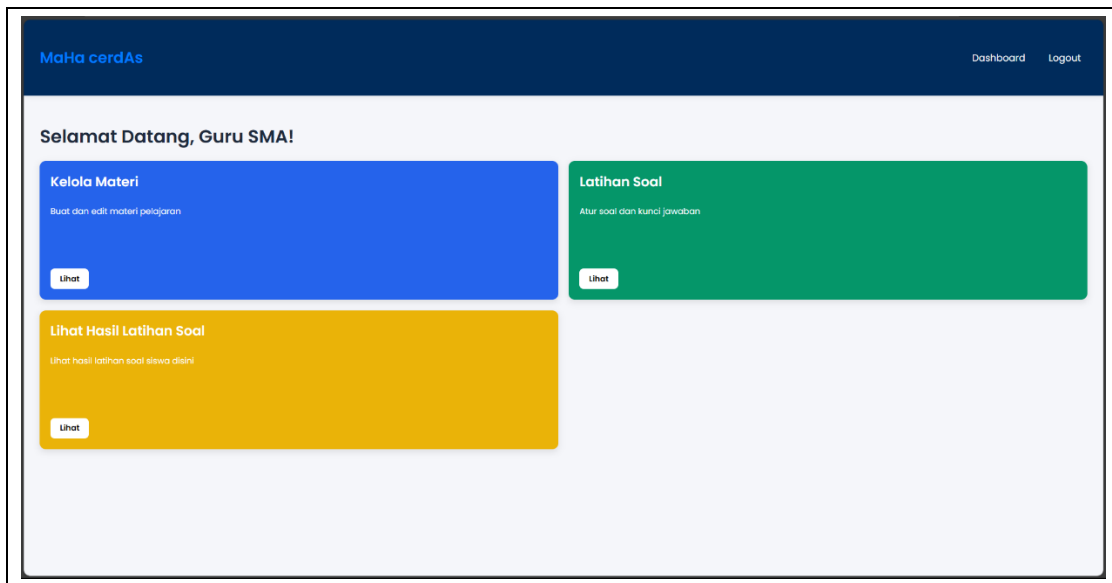 MaHa cerdAs
Dashboard Logout
Selamat Datang, Guru SMA!
Kelola Materi
Buat dan edit materi pelajaran
Lihat
Latihan Soal
Atur soal dan kunci jawaban
Lihat
Lihat Hasil Latihan Soal
Lihat hasil latihan soal siswa disini
Lihat